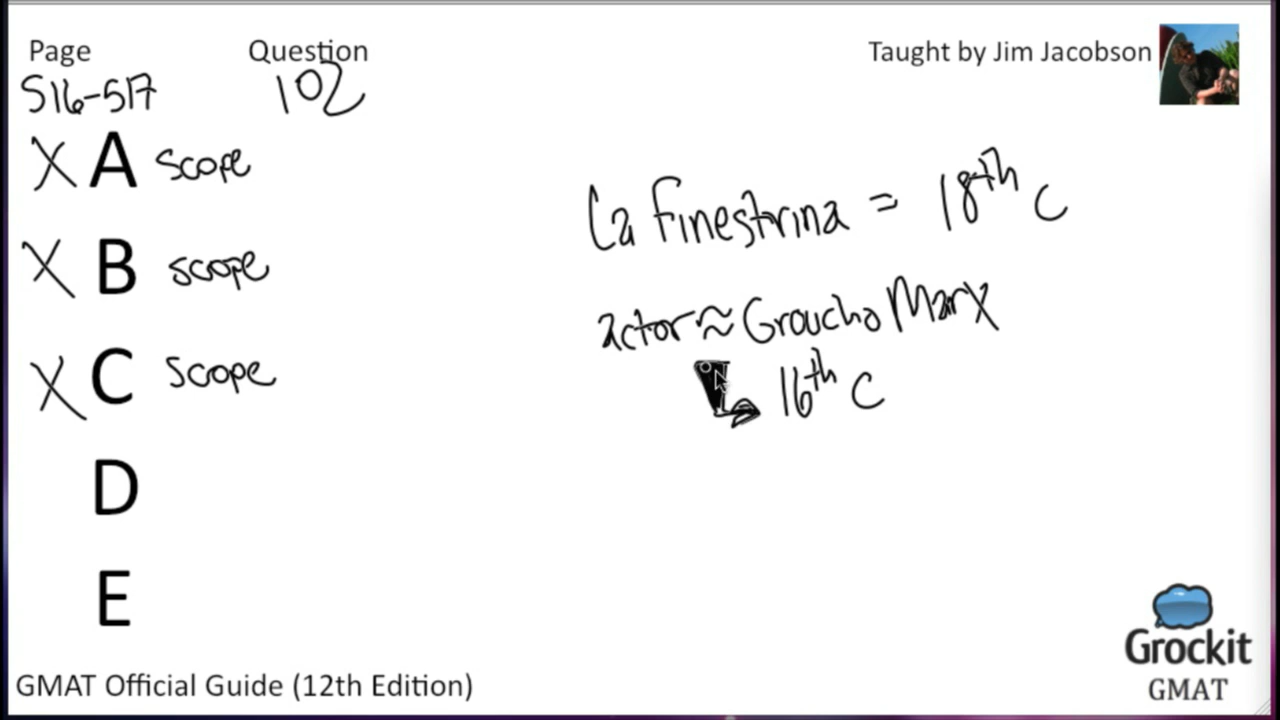 Page Question Taught by Jim Jacobson
516-517 102
X A scope
X B scope
X C scope
D
E
La Finestrina = 18th C
actor ≈ Groucho Marx
16th C
Grockit
GMAT
GMAT Official Guide (12th Edition)